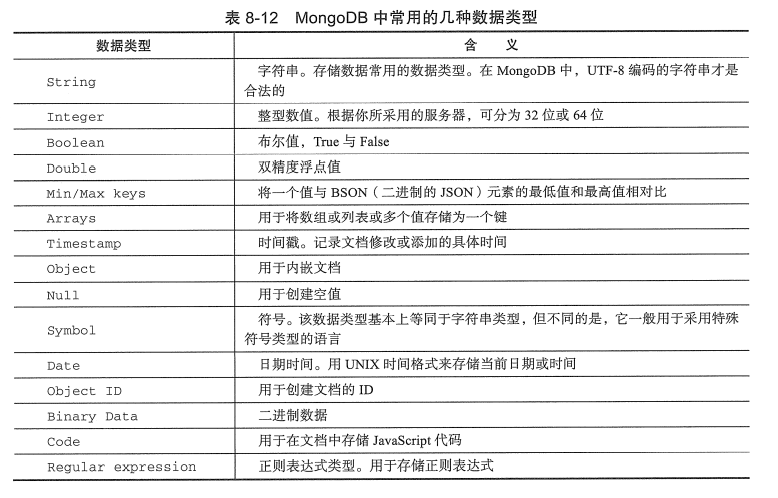 表 8-12 MongoDB 中常用的几种数据类型
数据类型 含 义
String 字符串。存储数据常用的数据类型。在 MongoDB 中，UTF-8 编码的字符串才是
合法的
Integer 整型数值。根据你所采用的服务器，可分为 32 位或 64 位
Boolean 布尔值，True 与 False
Double 双精度浮点值
Min/Max keys 将一个值与 BSON（二进制的 JSON）元素的最低值和最高值相对比
Arrays 用于将数组或列表或多个值存储为一个键
Timestamp 时间戳。记录文档修改或添加的具体时间
Object 用于内嵌文档
Null 用于创建空值
Symbol 符号。该数据类型基本上等同于字符串类型，但不同的是，它一般用于采用特殊
符号类型的语言
Date 日期时间。用 UNIX 时间格式来存储当前日期或时间
Object ID 用于创建文档的 ID
Binary Data 二进制数据
Code 用于在文档中存储 JavaScript 代码
Regular expression 正则表达式类型。用于存储正则表达式